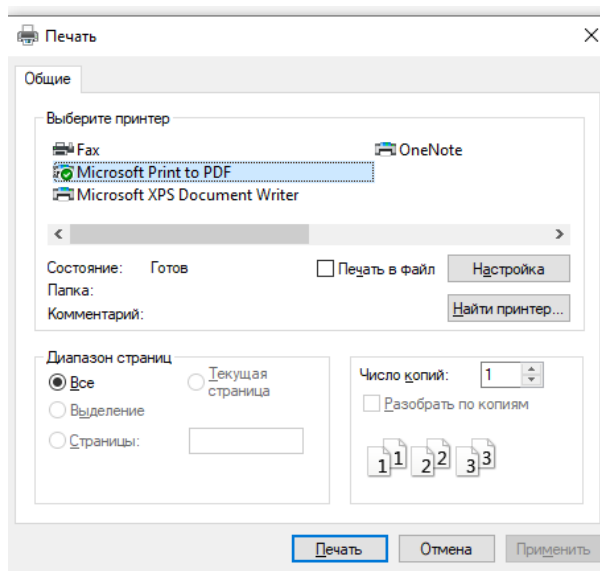 Печать
Общие
Выберите принтер
Fax
OneNote
Microsoft Print to PDF
Microsoft XPS Document Writer
Состояние: Готов
Печать в файл
Настройка
Папка:
Комментарий:
Найти принтер...
Диапазон страниц
Все
Текущая
страница
Выделение
Страницы:
Число копий: 1
Разобрать по копиям
1 1 2 2 3 3
Печать
Отмена
Применить